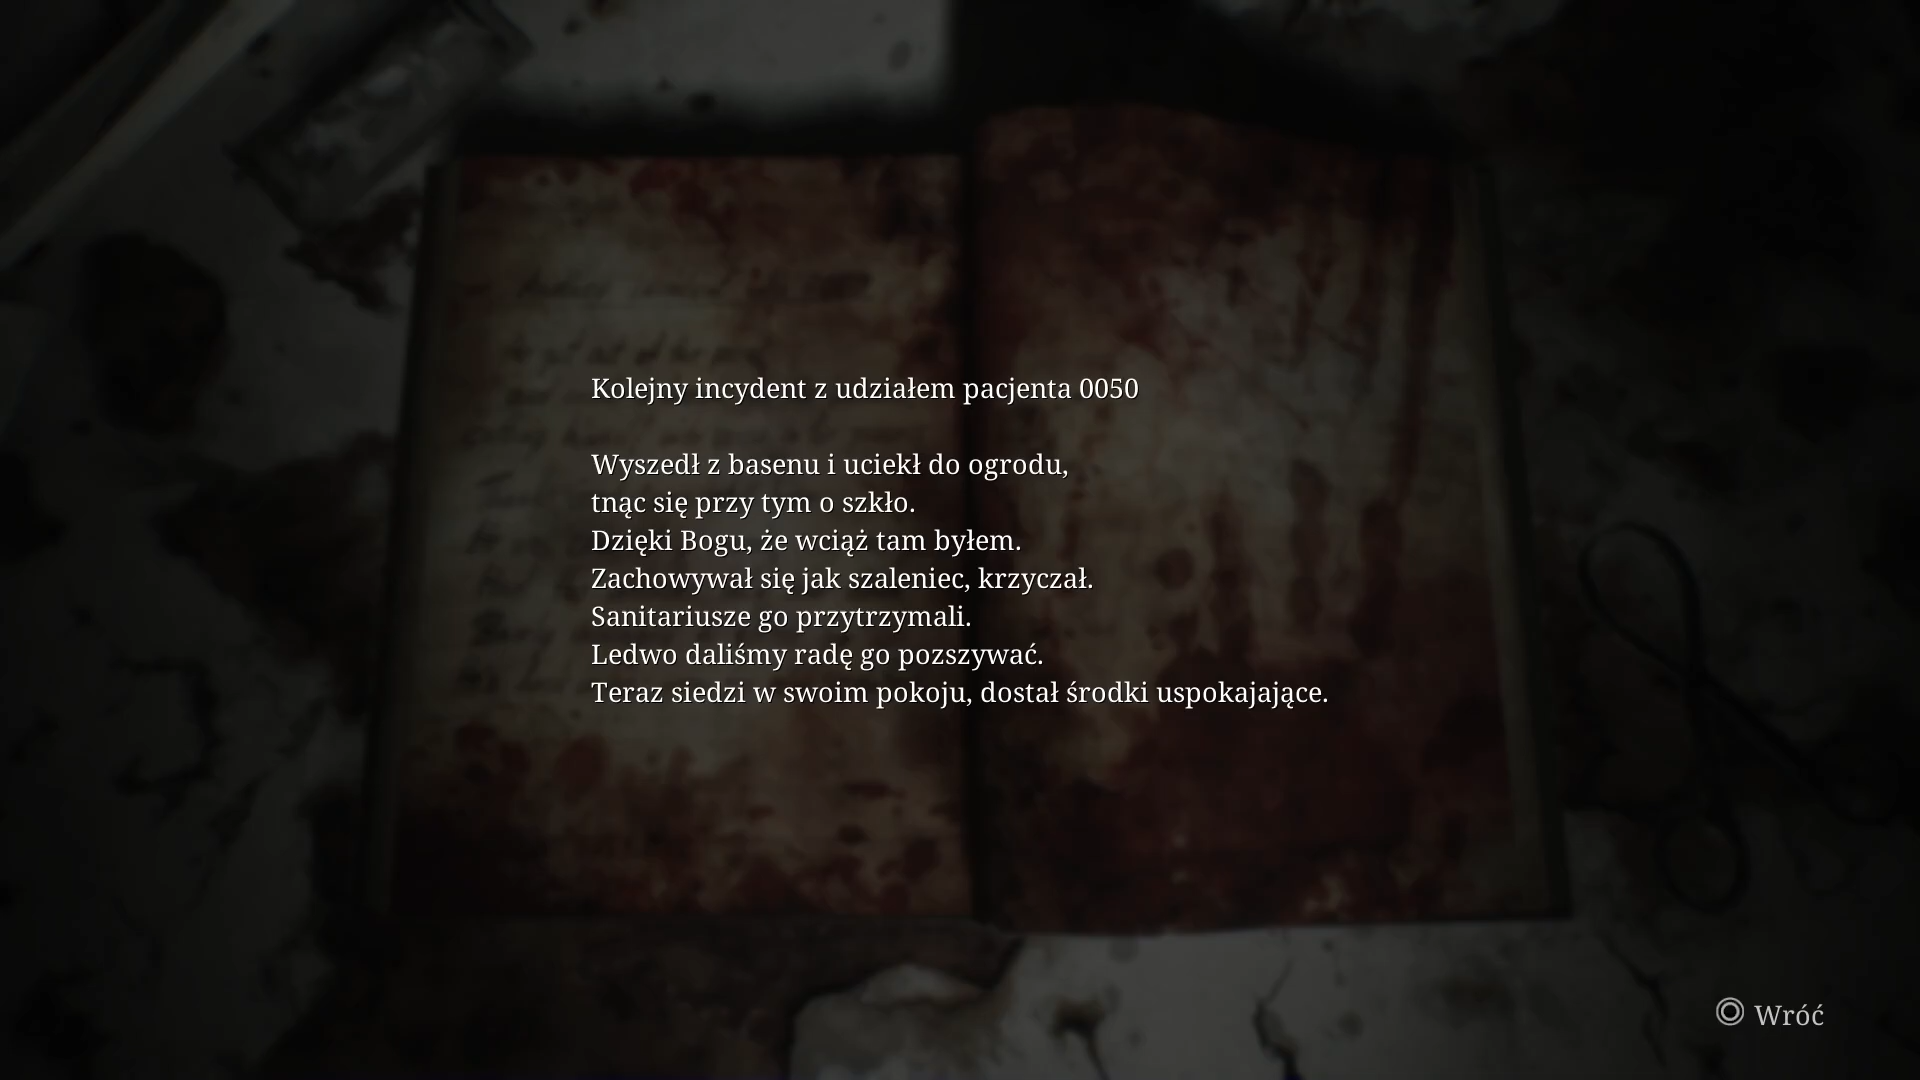 Kolejny incydent z udziałem pacjenta 0050
Wyszedł z basenu i uciekł do ogrodu,
tnąc się przy tym o szkło.
Dzięki Bogu, że wciąż tam byłem.
Zachowywał się jak szaleniec, krzyczał.
Sanitariusze go przytrzymali.
Ledwo daliśmy radę go pozszywać.
Teraz siedzi w swoim pokoju, dostał środki uspokajające.
Wróć